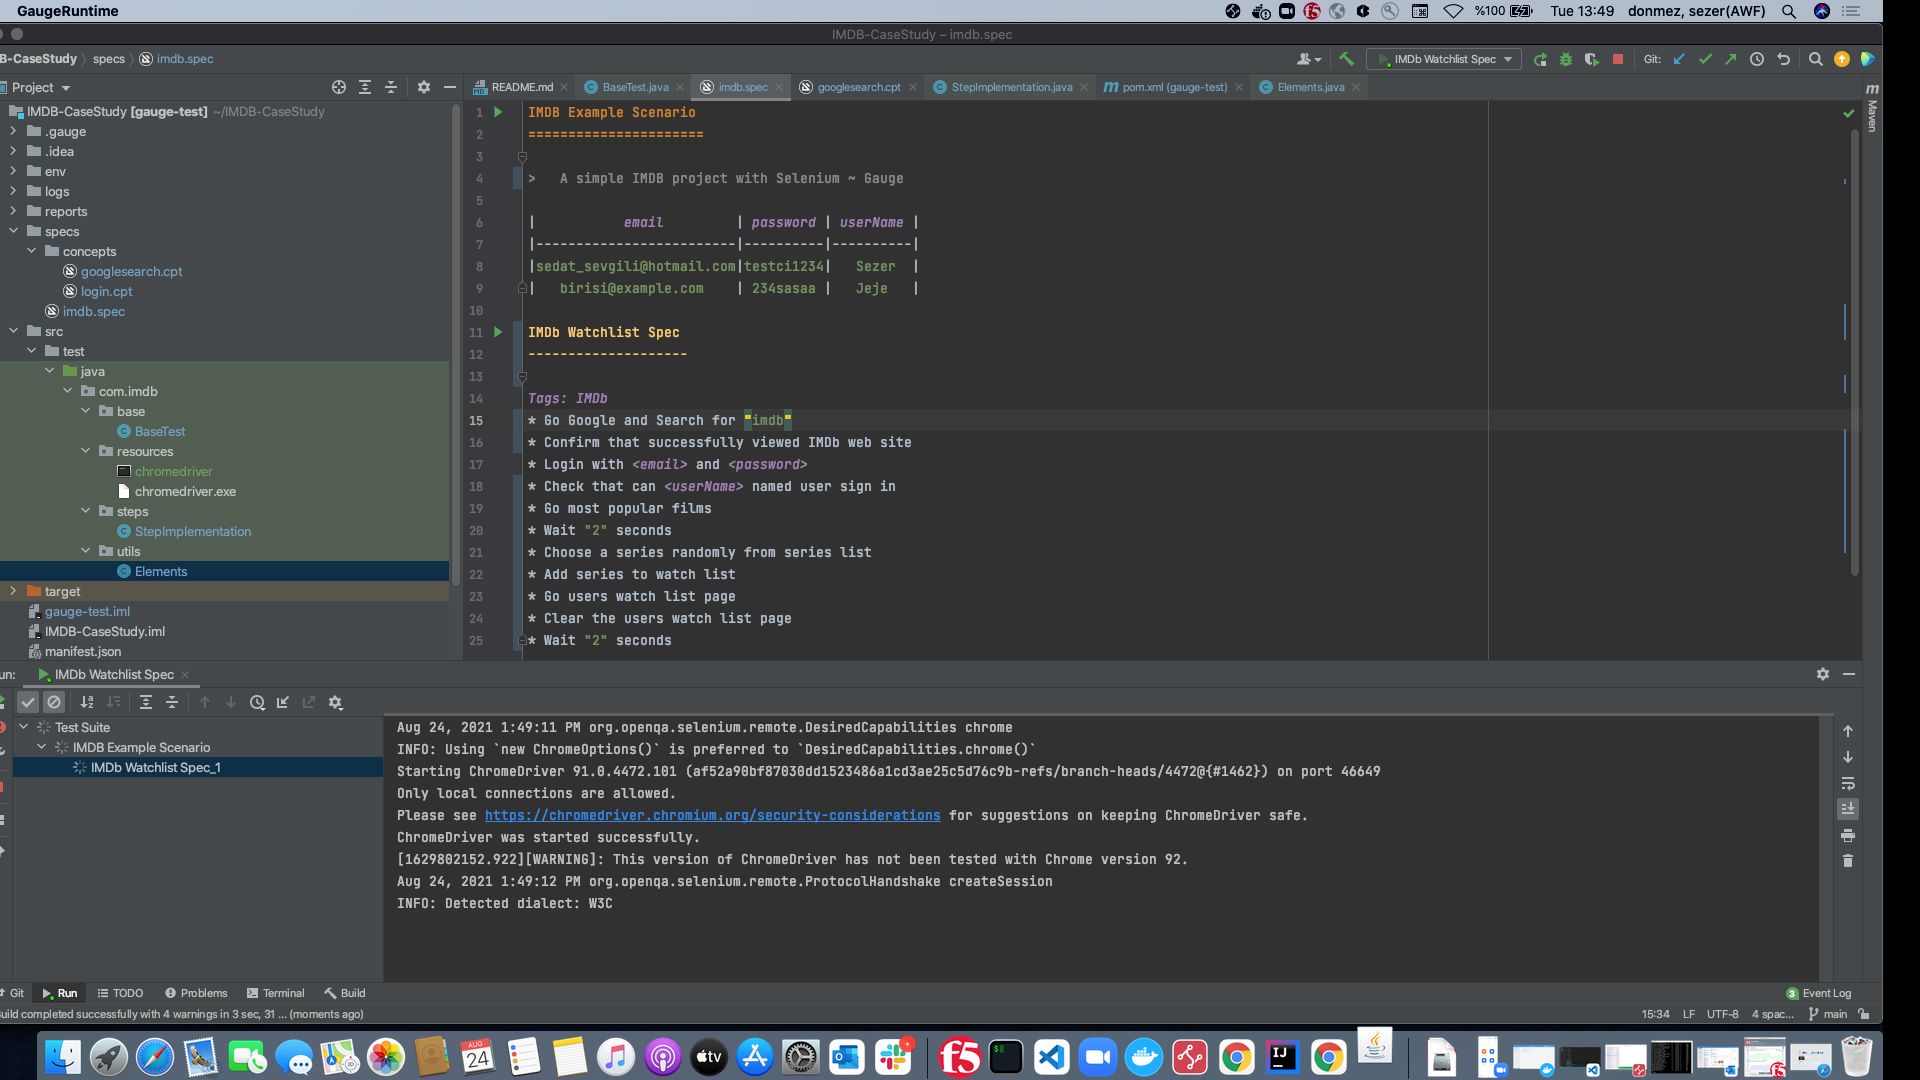 GaugeRuntime
%100
Tue 13:49
donmez, sezer(AWF)
IMDB-CaseStudy – imdb.spec
B-CaseStudy
specs
imdb.spec
IMDb Watchlist Spec
Git:
Project
README.md
BaseTest.java
imdb.spec
googlesearch.cpt
StepImplementation.java
pom.xml (gauge-test)
Elements.java
Maven
IMDB-CaseStudy [gauge-test] ~/IMDB-CaseStudy
.gauge
.idea
env
logs
reports
specs
concepts
googlesearch.cpt
login.cpt
imdb.spec
src
test
java
com.imdb
base
BaseTest
resources
chromedriver
chromedriver.exe
steps
StepImplementation
utils
Elements
target
gauge-test.iml
IMDB-CaseStudy.iml
manifest.json
1 IMDB Example Scenario
2 ======================
3
4 > A simple IMDB project with Selenium ~ Gauge
5
6 | email | password | userName |
7 |-------------------------|----------|----------|
8 |sedat_sevgili@hotmail.com|testci1234| Sezer |
9 | birisi@example.com | 234sasaa | Jeje |
10
11 IMDb Watchlist Spec
12 --------------------
13
14 Tags: IMDb
15 * Go Google and Search for "imdb"
16 * Confirm that successfully viewed IMDb web site
17 * Login with <email> and <password>
18 * Check that can <userName> named user sign in
19 * Go most popular films
20 * Wait "2" seconds
21 * Choose a series randomly from series list
22 * Add series to watch list
23 * Go users watch list page
24 * Clear the users watch list page
25 * Wait "2" seconds
un:
IMDb Watchlist Spec
Test Suite
IMDB Example Scenario
IMDb Watchlist Spec_1
Aug 24, 2021 1:49:11 PM org.openqa.selenium.remote.DesiredCapabilities chrome
INFO: Using `new ChromeOptions()` is preferred to `DesiredCapabilities.chrome()`
Starting ChromeDriver 91.0.4472.101 (af52a90bf87030dd1523486a1cd3ae25c5d76c9b-refs/branch-heads/4472@{#1462}) on port 46649
Only local connections are allowed.
Please see https://chromedriver.chromium.org/security-considerations for suggestions on keeping ChromeDriver safe.
ChromeDriver was started successfully.
[1629802152.922][WARNING]: This version of ChromeDriver has not been tested with Chrome version 92.
Aug 24, 2021 1:49:12 PM org.openqa.selenium.remote.ProtocolHandshake createSession
INFO: Detected dialect: W3C
Git
Run
TODO
Problems
Terminal
Build
3 Event Log
uild completed successfully with 4 warnings in 3 sec, 31 ... (moments ago)
15:34
LF
UTF-8
4 spac...
main
AUG
24
tv
f5
IJ